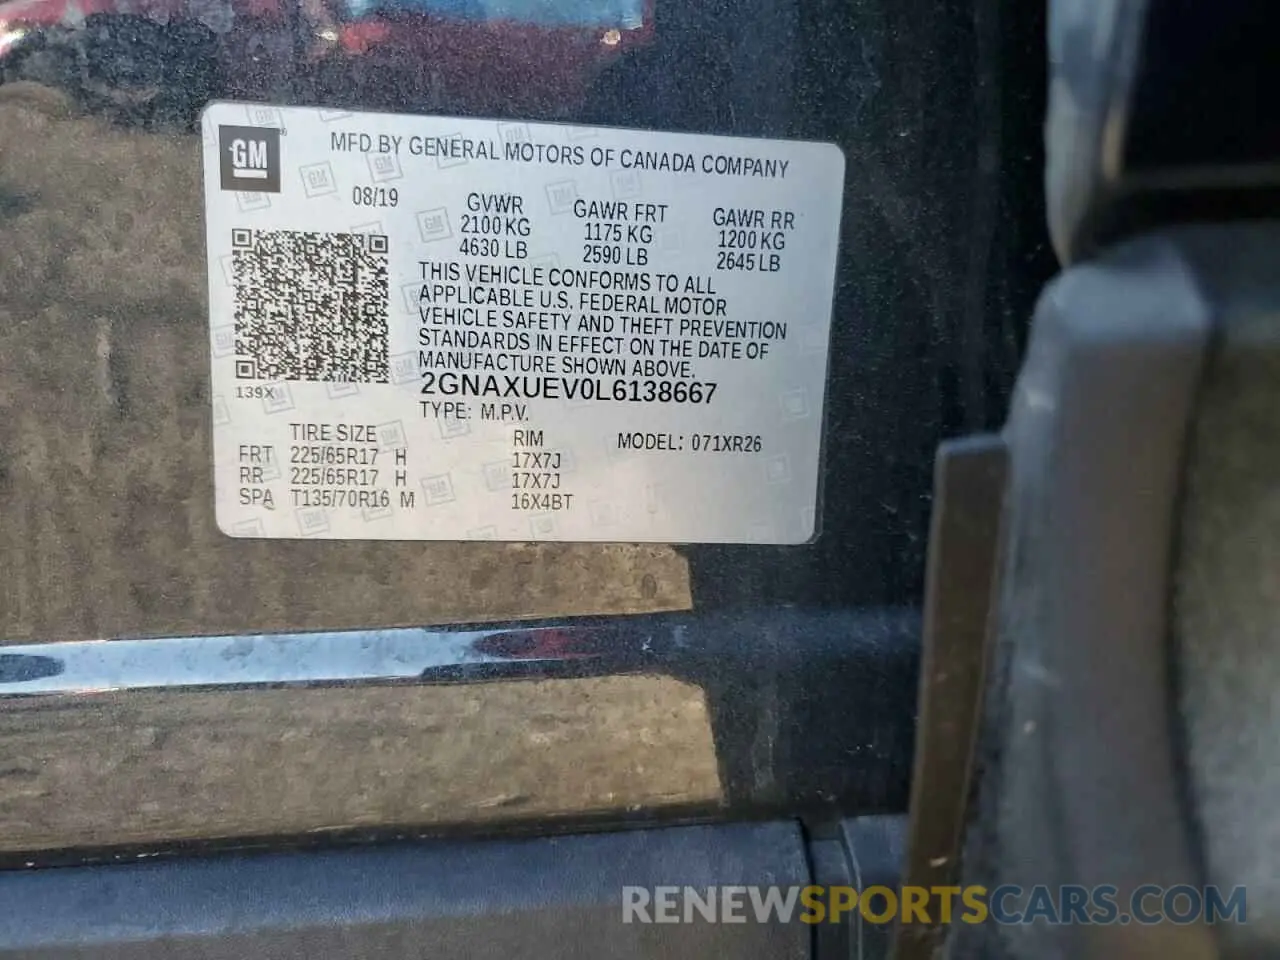 GM
MFD BY GENERAL MOTORS OF CANADA COMPANY
08/19
GVWR GAWR FRT GAWR RR
2100 KG 1175 KG 1200 KG
4630 LB 2590 LB 2645 LB
THIS VEHICLE CONFORMS TO ALL
APPLICABLE U.S. FEDERAL MOTOR
VEHICLE SAFETY AND THEFT PREVENTION
STANDARDS IN EFFECT ON THE DATE OF
MANUFACTURE SHOWN ABOVE.
139X
2GNAXUEV0L6138667
TYPE: M.P.V.
TIRE SIZE RIM MODEL: 071XR26
FRT 225/65R17 H 17X7J
RR 225/65R17 H 17X7J
SPA T135/70R16 M 16X4BT
RENEWSPORTSCARS.COM